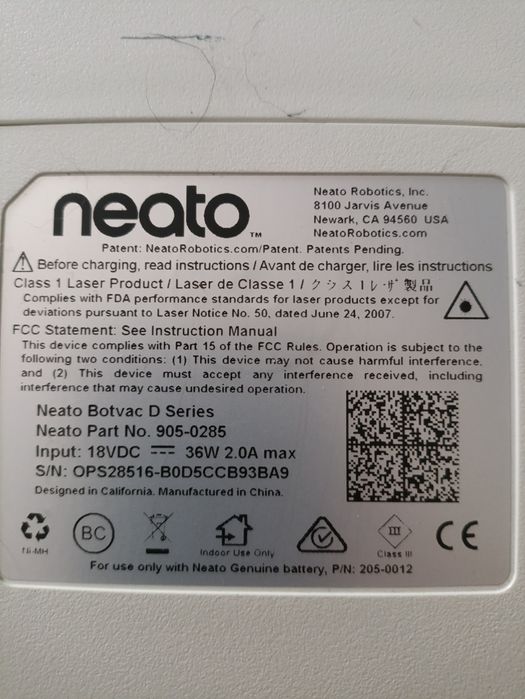 neato™
Neato Robotics, Inc.
8100 Jarvis Avenue
Newark, CA 94560 USA
NeatoRobotics.com
Patent: NeatoRobotics.com/Patent. Patents Pending.
Before charging, read instructions / Avant de charger, lire les instructions
Class 1 Laser Product / Laser de Classe 1 / クラス 1 レーザ 製品
Complies with FDA performance standards for laser products except for
deviations pursuant to Laser Notice No. 50, dated June 24, 2007.
FCC Statement: See Instruction Manual
This device complies with Part 15 of the FCC Rules. Operation is subject to the
following two conditions: (1) This device may not cause harmful interference.
and (2) This device must accept any interference received, including
interference that may cause undesired operation.
Neato Botvac D Series
Neato Part No. 905-0285
Input: 18VDC ⎓ 36W 2.0A max
S/N: OPS28516-B0D5CCB93BA9
Designed in California. Manufactured in China.
Ni-MH
BC
Indoor Use Only
III
Class III
CE
For use only with Neato Genuine battery, P/N: 205-0012